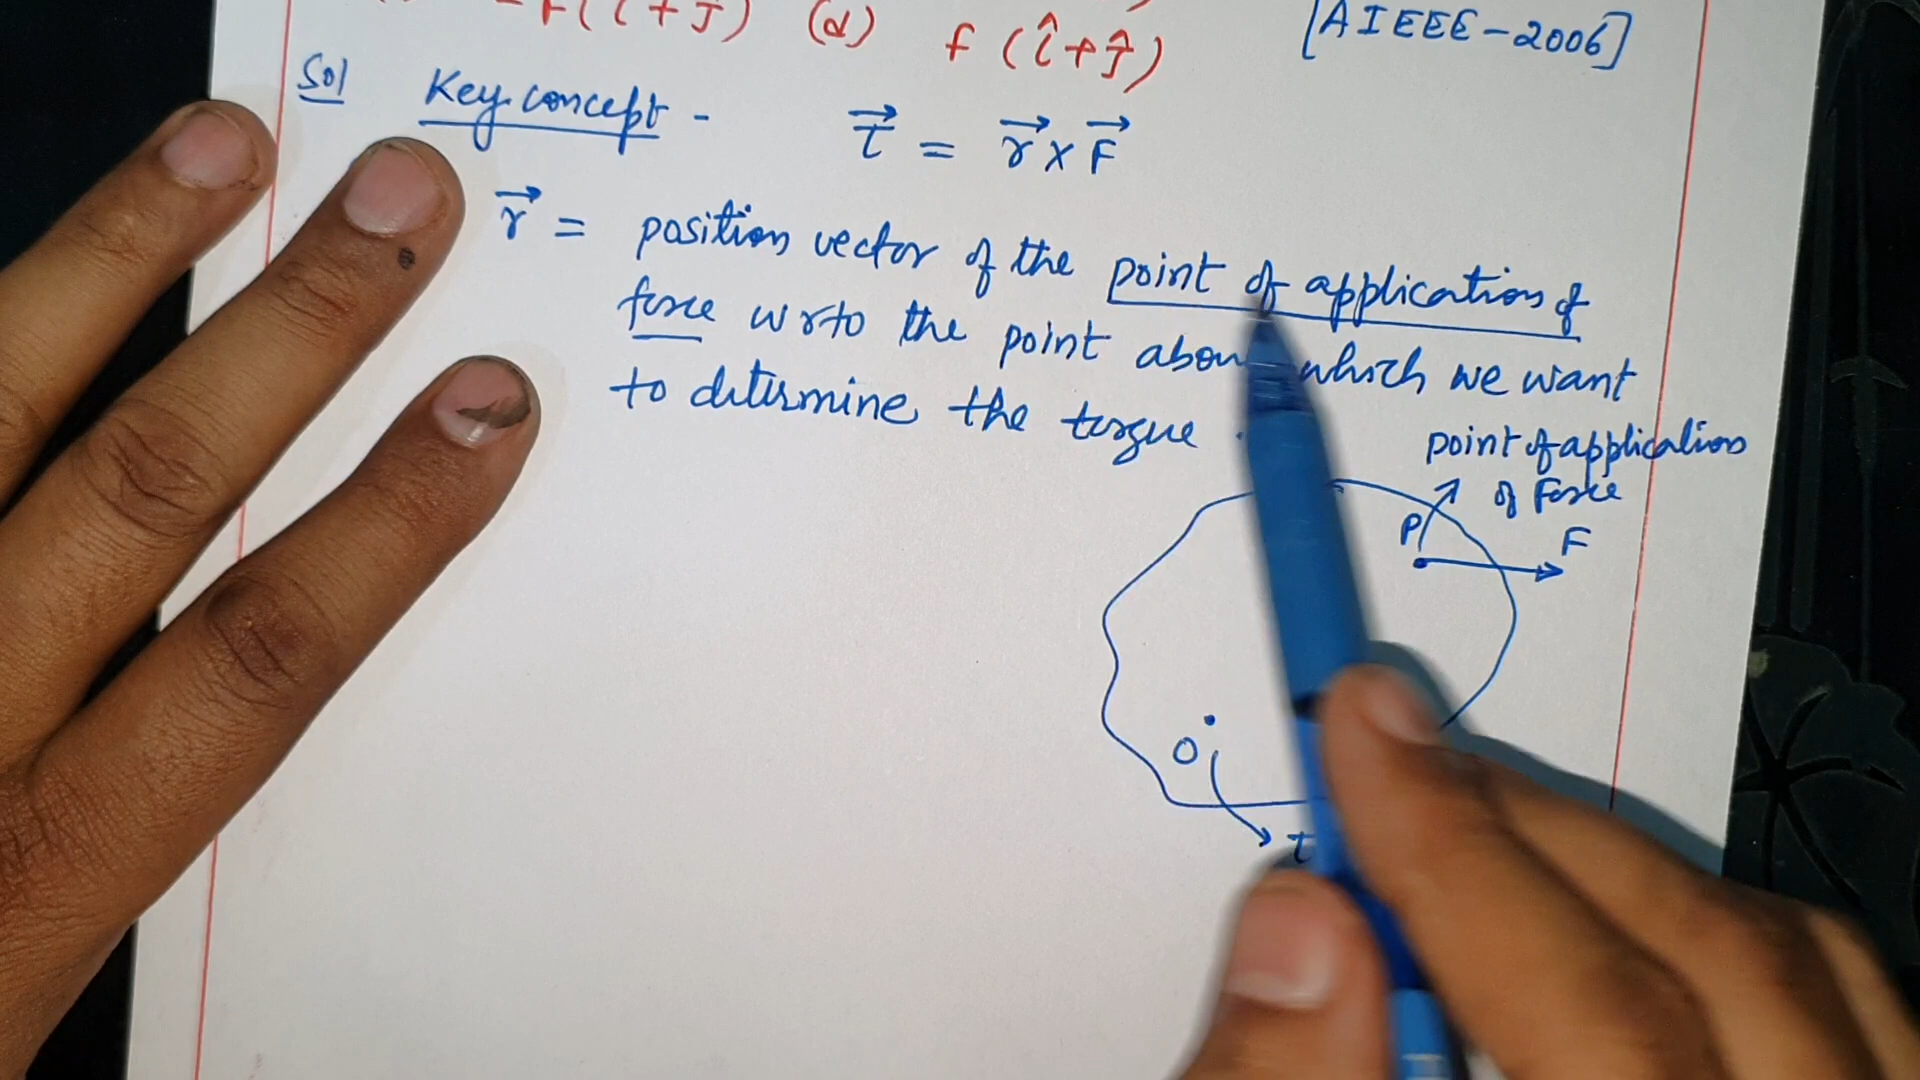 - F(î+ĵ) (d) F(î+ĵ) [AIEEE-2006]
Sol Key concept - τ⃗ = r⃗ × F⃗
r⃗ = position vector of the point of application of
force wrto the point about which we want
to determine the torque.
point of application
of Force
P
F
O